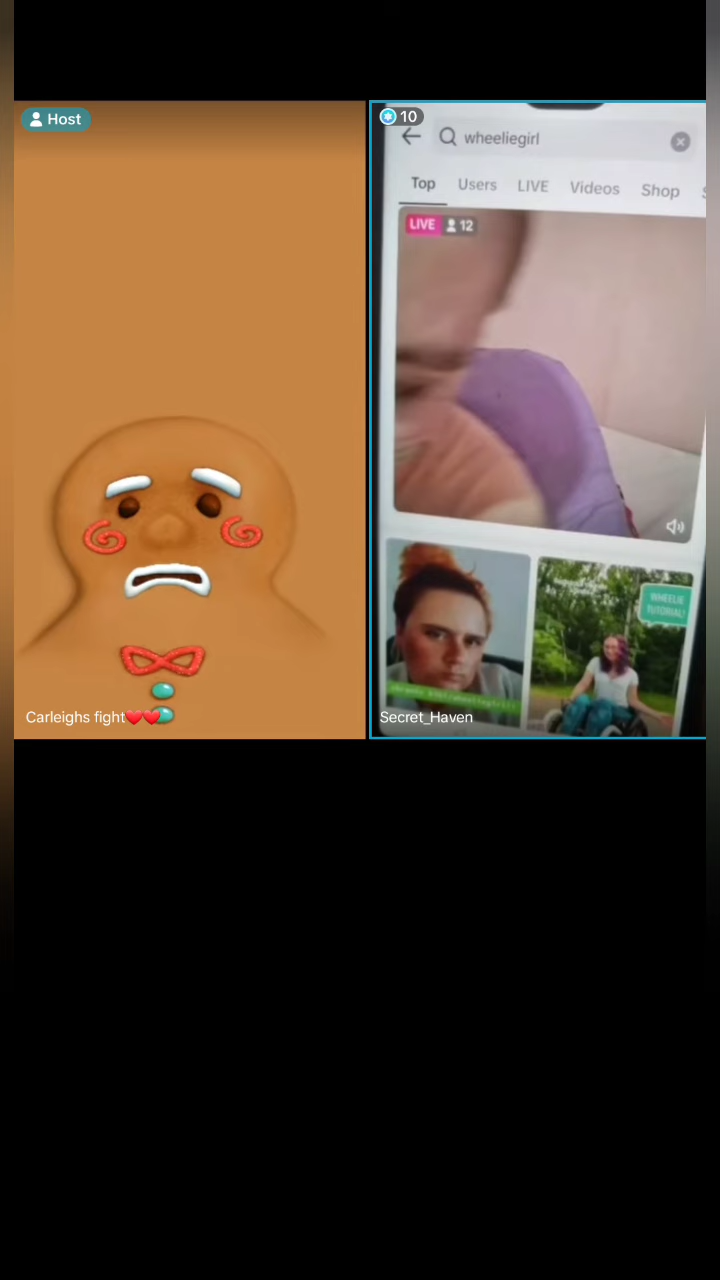 Host
Carleighs fight❤️❤️
10
wheeliegirl
Top Users LIVE Videos Shop
LIVE 12
WHEELIE
TUTORIAL!
Secret_Haven